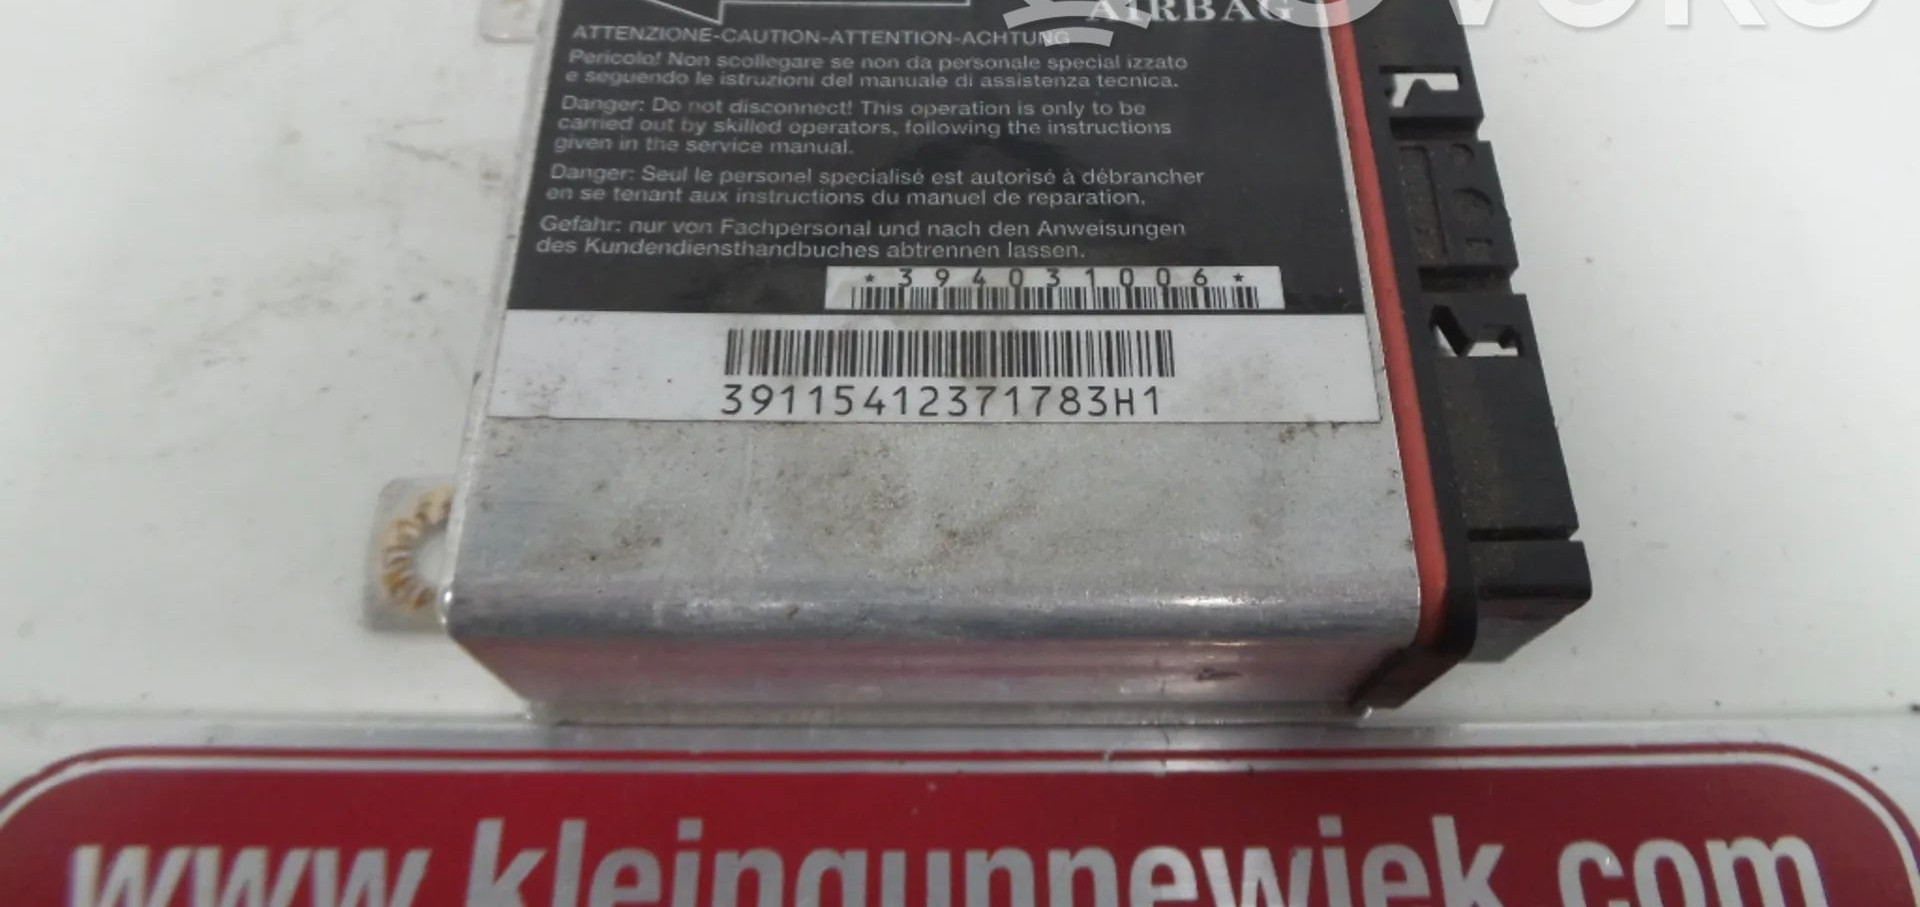 AIRBAG
ATTENZIONE-CAUTION-ATTENTION-ACHTUNG
Pericolo! Non scollegare se non da personale special izzato
e seguendo le istruzioni del manuale di assistenza tecnica.
Danger: Do not disconnect! This operation is only to be
carried out by skilled operators, following the instructions
given in the service manual.
Danger: Seul le personel specialisé est autorisé à débrancher
en se tenant aux instructions du manuel de reparation.
Gefahr: nur von Fachpersonal und nach den Anweisungen
des Kundendiensthandbuches abtrennen lassen.
*394031006*
39115412371783H1
www.kleingunnewiek.com